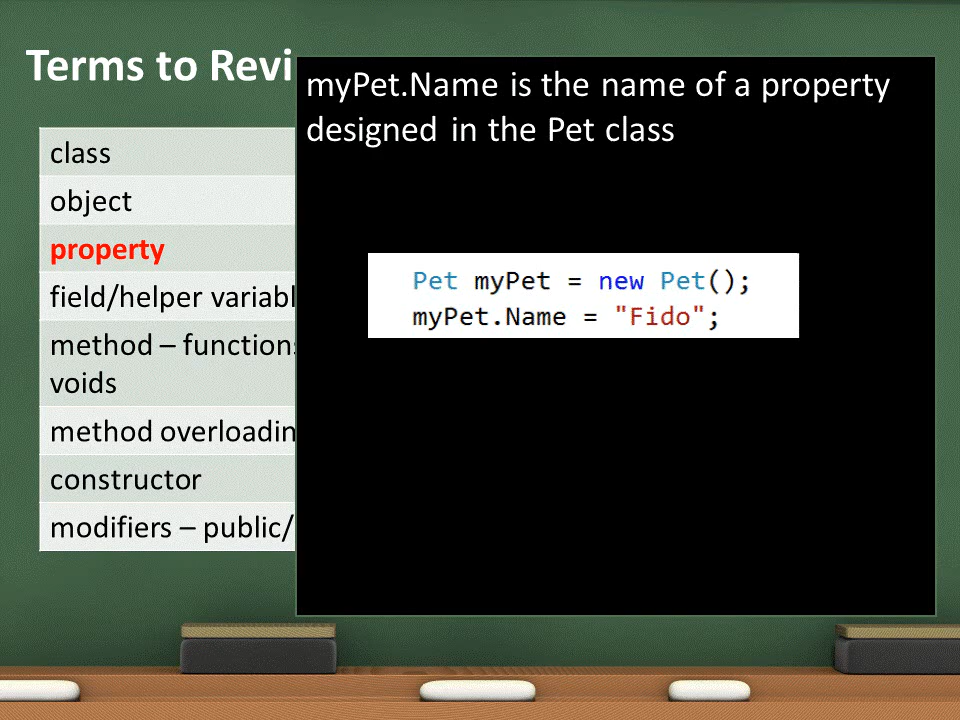 Terms to Revi
myPet.Name is the name of a property
designed in the Pet class
class
object
property
field/helper variabl
method – functions
voids
method overloadin
constructor
modifiers – public/
Pet myPet = new Pet();
myPet.Name = "Fido";